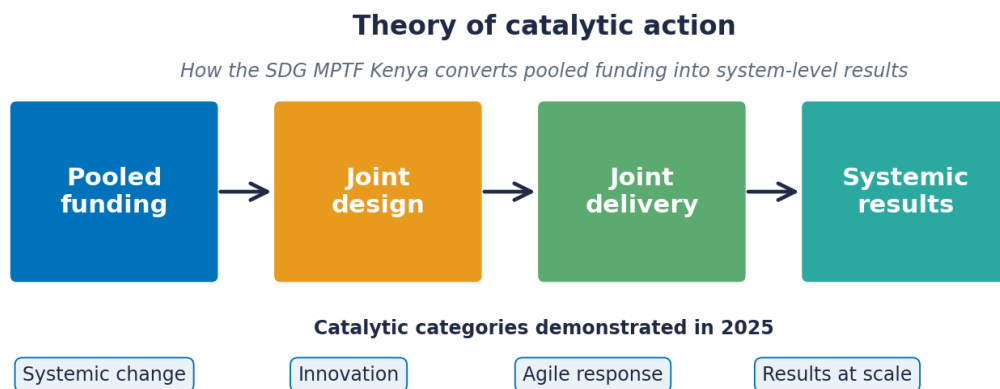 Theory of catalytic action
How the SDG MPTF Kenya converts pooled funding into system-level results
Pooled
funding
Joint
design
Joint
delivery
Systemic
results
Catalytic categories demonstrated in 2025
Systemic change
Innovation
Agile response
Results at scale